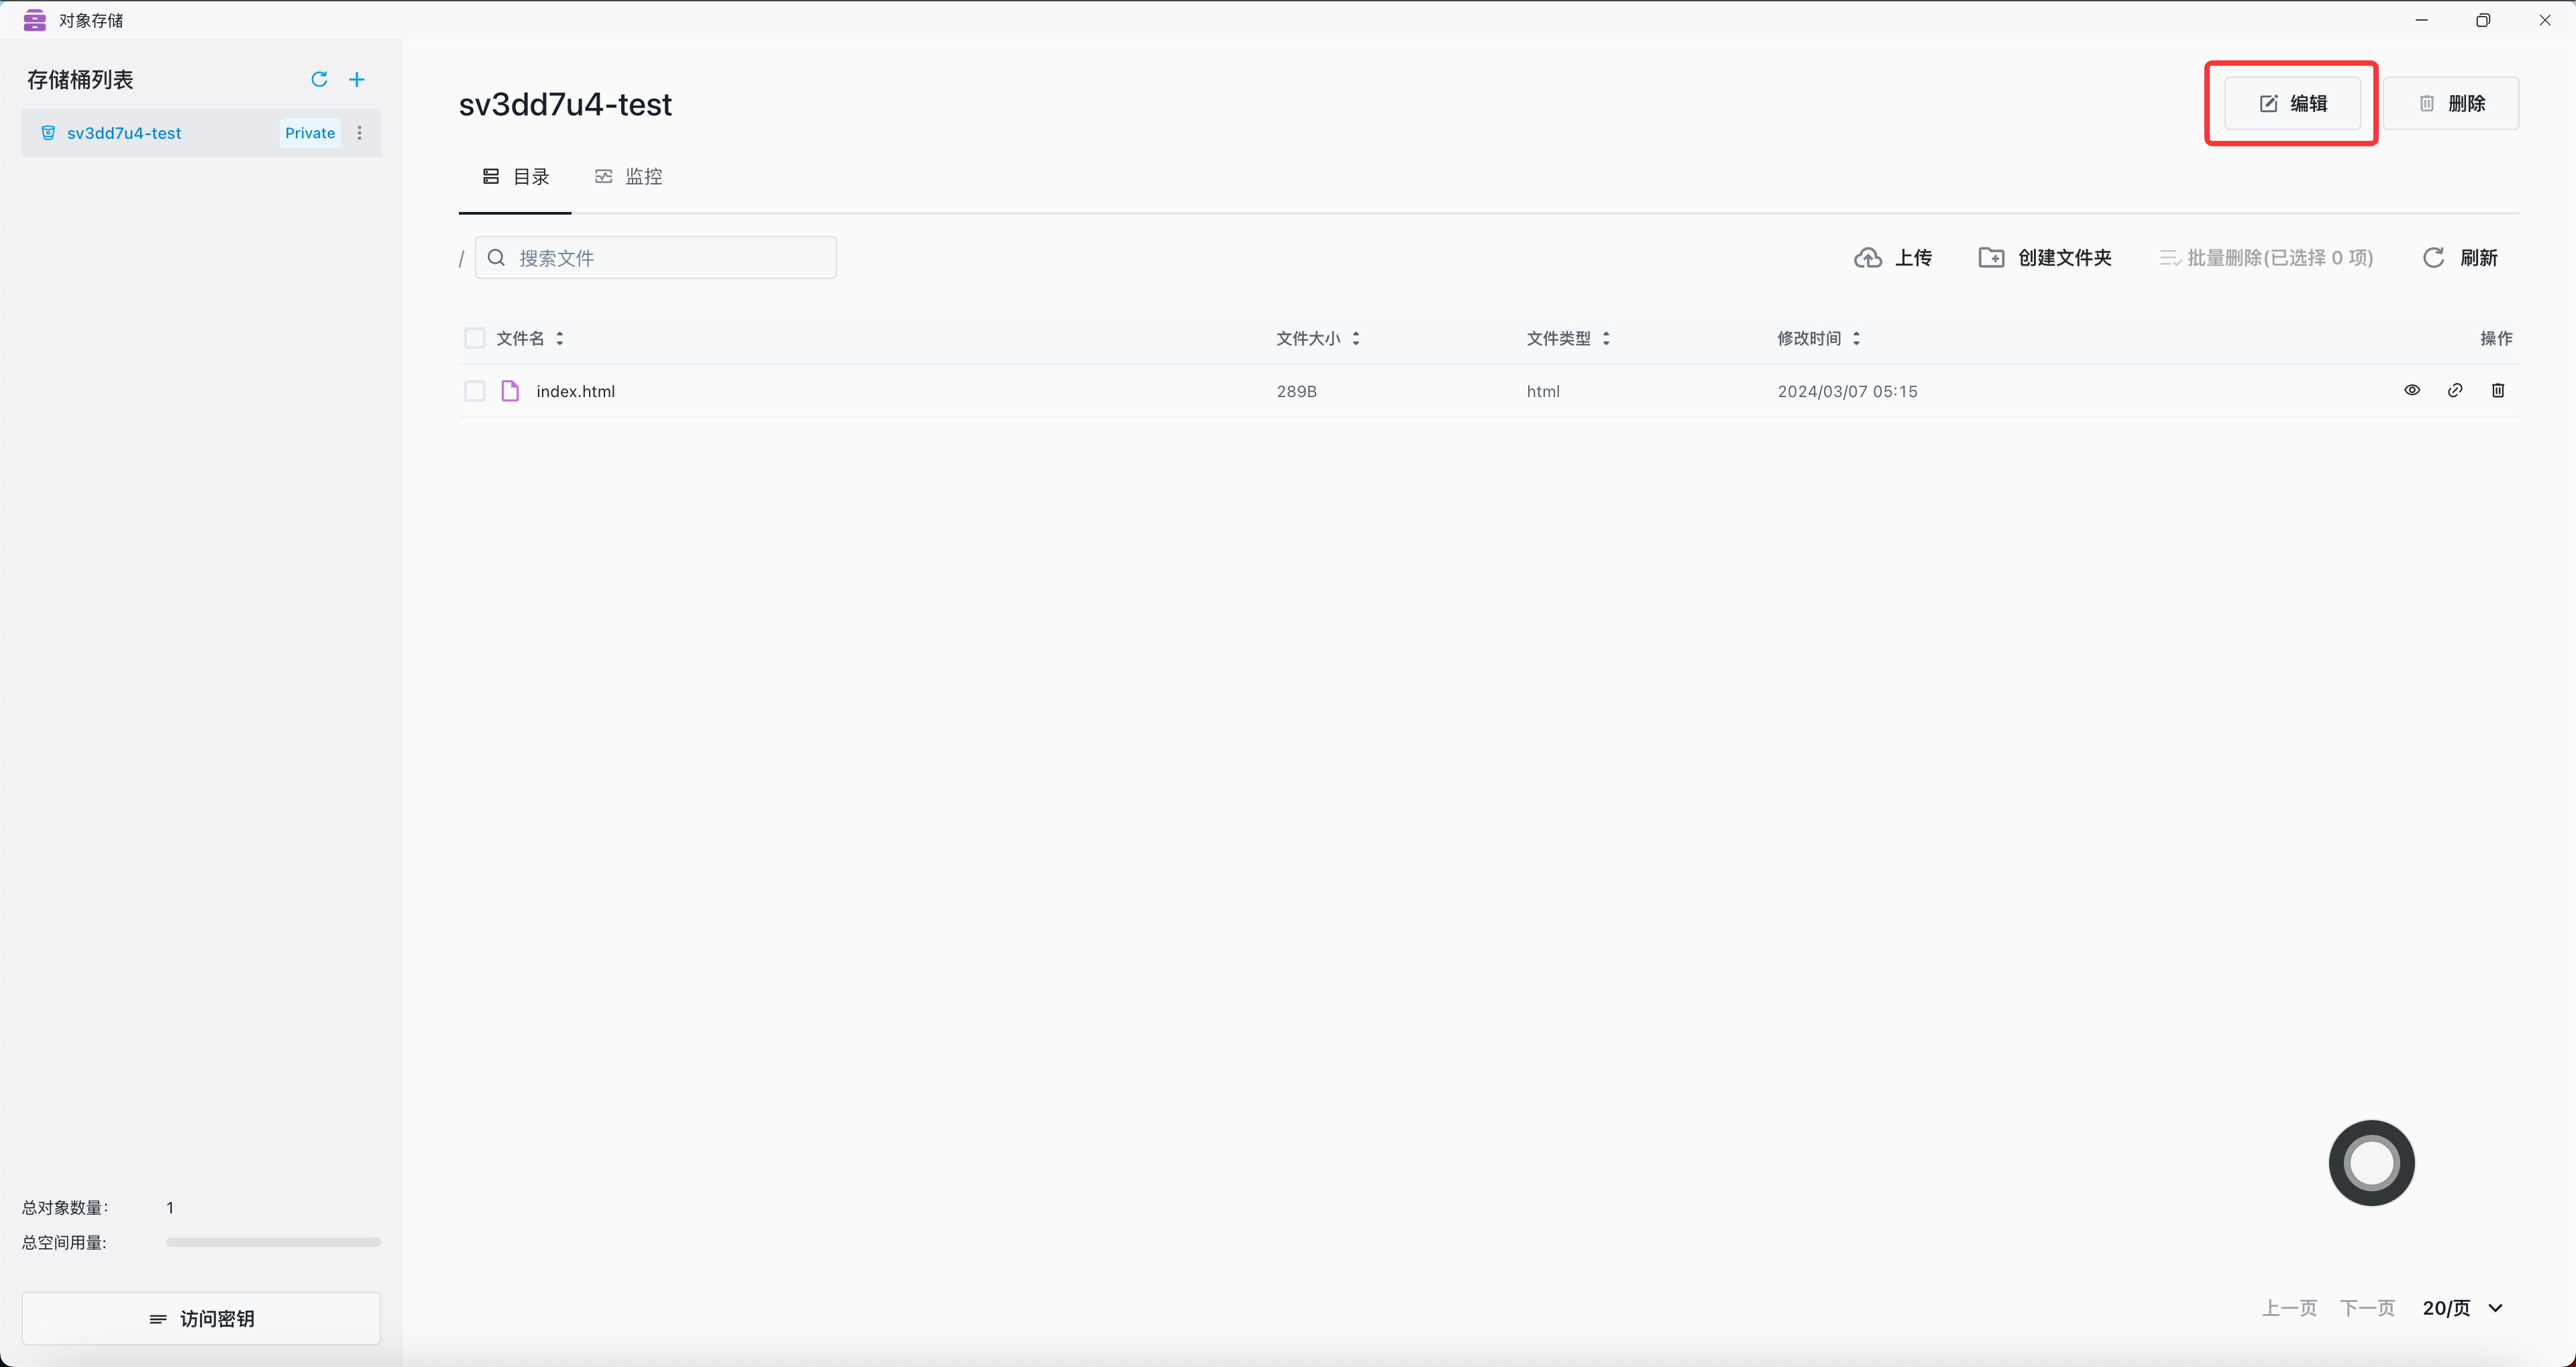 对象存储
存储桶列表
sv3dd7u4-test Private
sv3dd7u4-test
编辑 删除
目录 监控
/ 搜索文件
上传 创建文件夹 批量删除(已选择 0 项) 刷新
文件名 文件大小 文件类型 修改时间 操作
index.html 289B html 2024/03/07 05:15
总对象数量: 1
总空间用量:
访问密钥
上一页 下一页 20/页